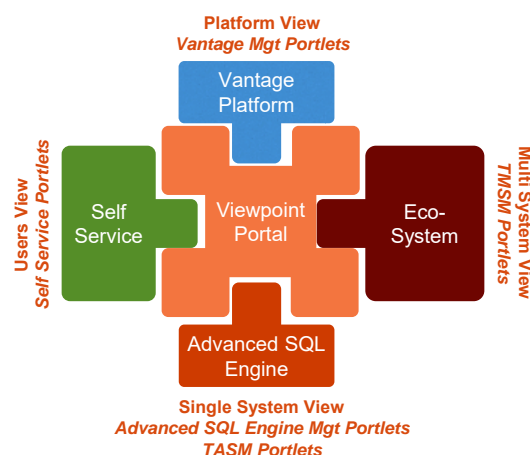 Platform View
Vantage Mgt Portlets
Vantage
Platform
Users View
Self Service Portlets
Self
Service
Viewpoint
Portal
Eco-
System
Multi System View
TMSM Portlets
Advanced SQL
Engine
Single System View
Advanced SQL Engine Mgt Portlets
TASM Portlets